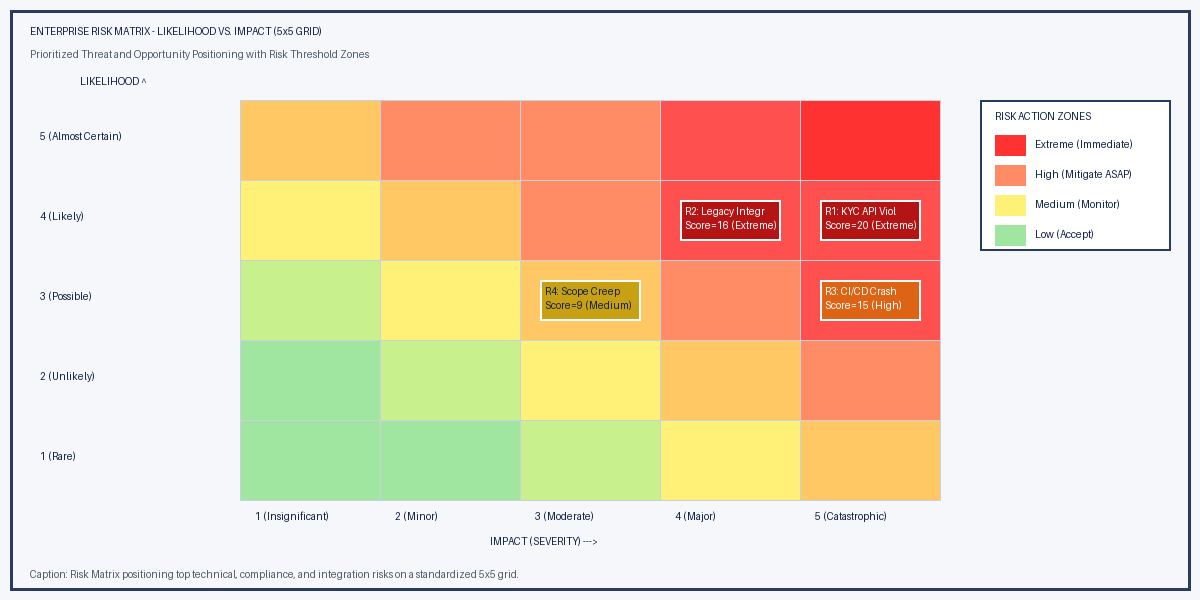 ENTERPRISE RISK MATRIX - LIKELIHOOD VS. IMPACT (5x5 GRID)
Prioritized Threat and Opportunity Positioning with Risk Threshold Zones
LIKELIHOOD ^
RISK ACTION ZONES
Extreme (Immediate)
High (Mitigate ASAP)
Medium (Monitor)
Low (Accept)
5 (Almost Certain)
4 (Likely)
R2: Legacy Integr
Score=16 (Extreme)
R1: KYC API Viol
Score=20 (Extreme)
3 (Possible)
R4: Scope Creep
Score=9 (Medium)
R3: CI/CD Crash
Score=15 (High)
2 (Unlikely)
1 (Rare)
1 (Insignificant)
2 (Minor)
3 (Moderate)
4 (Major)
5 (Catastrophic)
IMPACT (SEVERITY) --->
Caption: Risk Matrix positioning top technical, compliance, and integration risks on a standardized 5x5 grid.